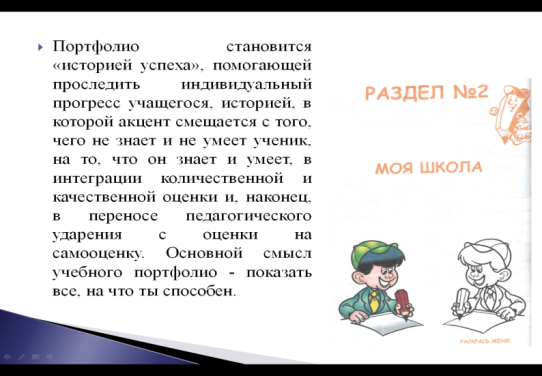 Портфолио становится
«историей успеха», помогающей
проследить индивидуальный
прогресс учащегося, историей, в
которой акцент смещается с того,
чего не знает и не умеет ученик,
на то, что он знает и умеет, в
интеграции количественной и
качественной оценки и, наконец,
в переносе педагогического
ударения с оценки на
самооценку. Основной смысл
учебного портфолио - показать
все, на что ты способен.
РАЗДЕЛ №2
МОЯ ШКОЛА
РАСКРАСЬ МЕНЯ